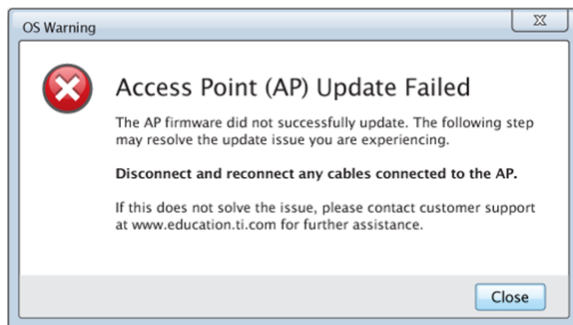 OS Warning
Access Point (AP) Update Failed
The AP firmware did not successfully update. The following step
may resolve the update issue you are experiencing.
Disconnect and reconnect any cables connected to the AP.
If this does not solve the issue, please contact customer support
at www.education.ti.com for further assistance.
Close